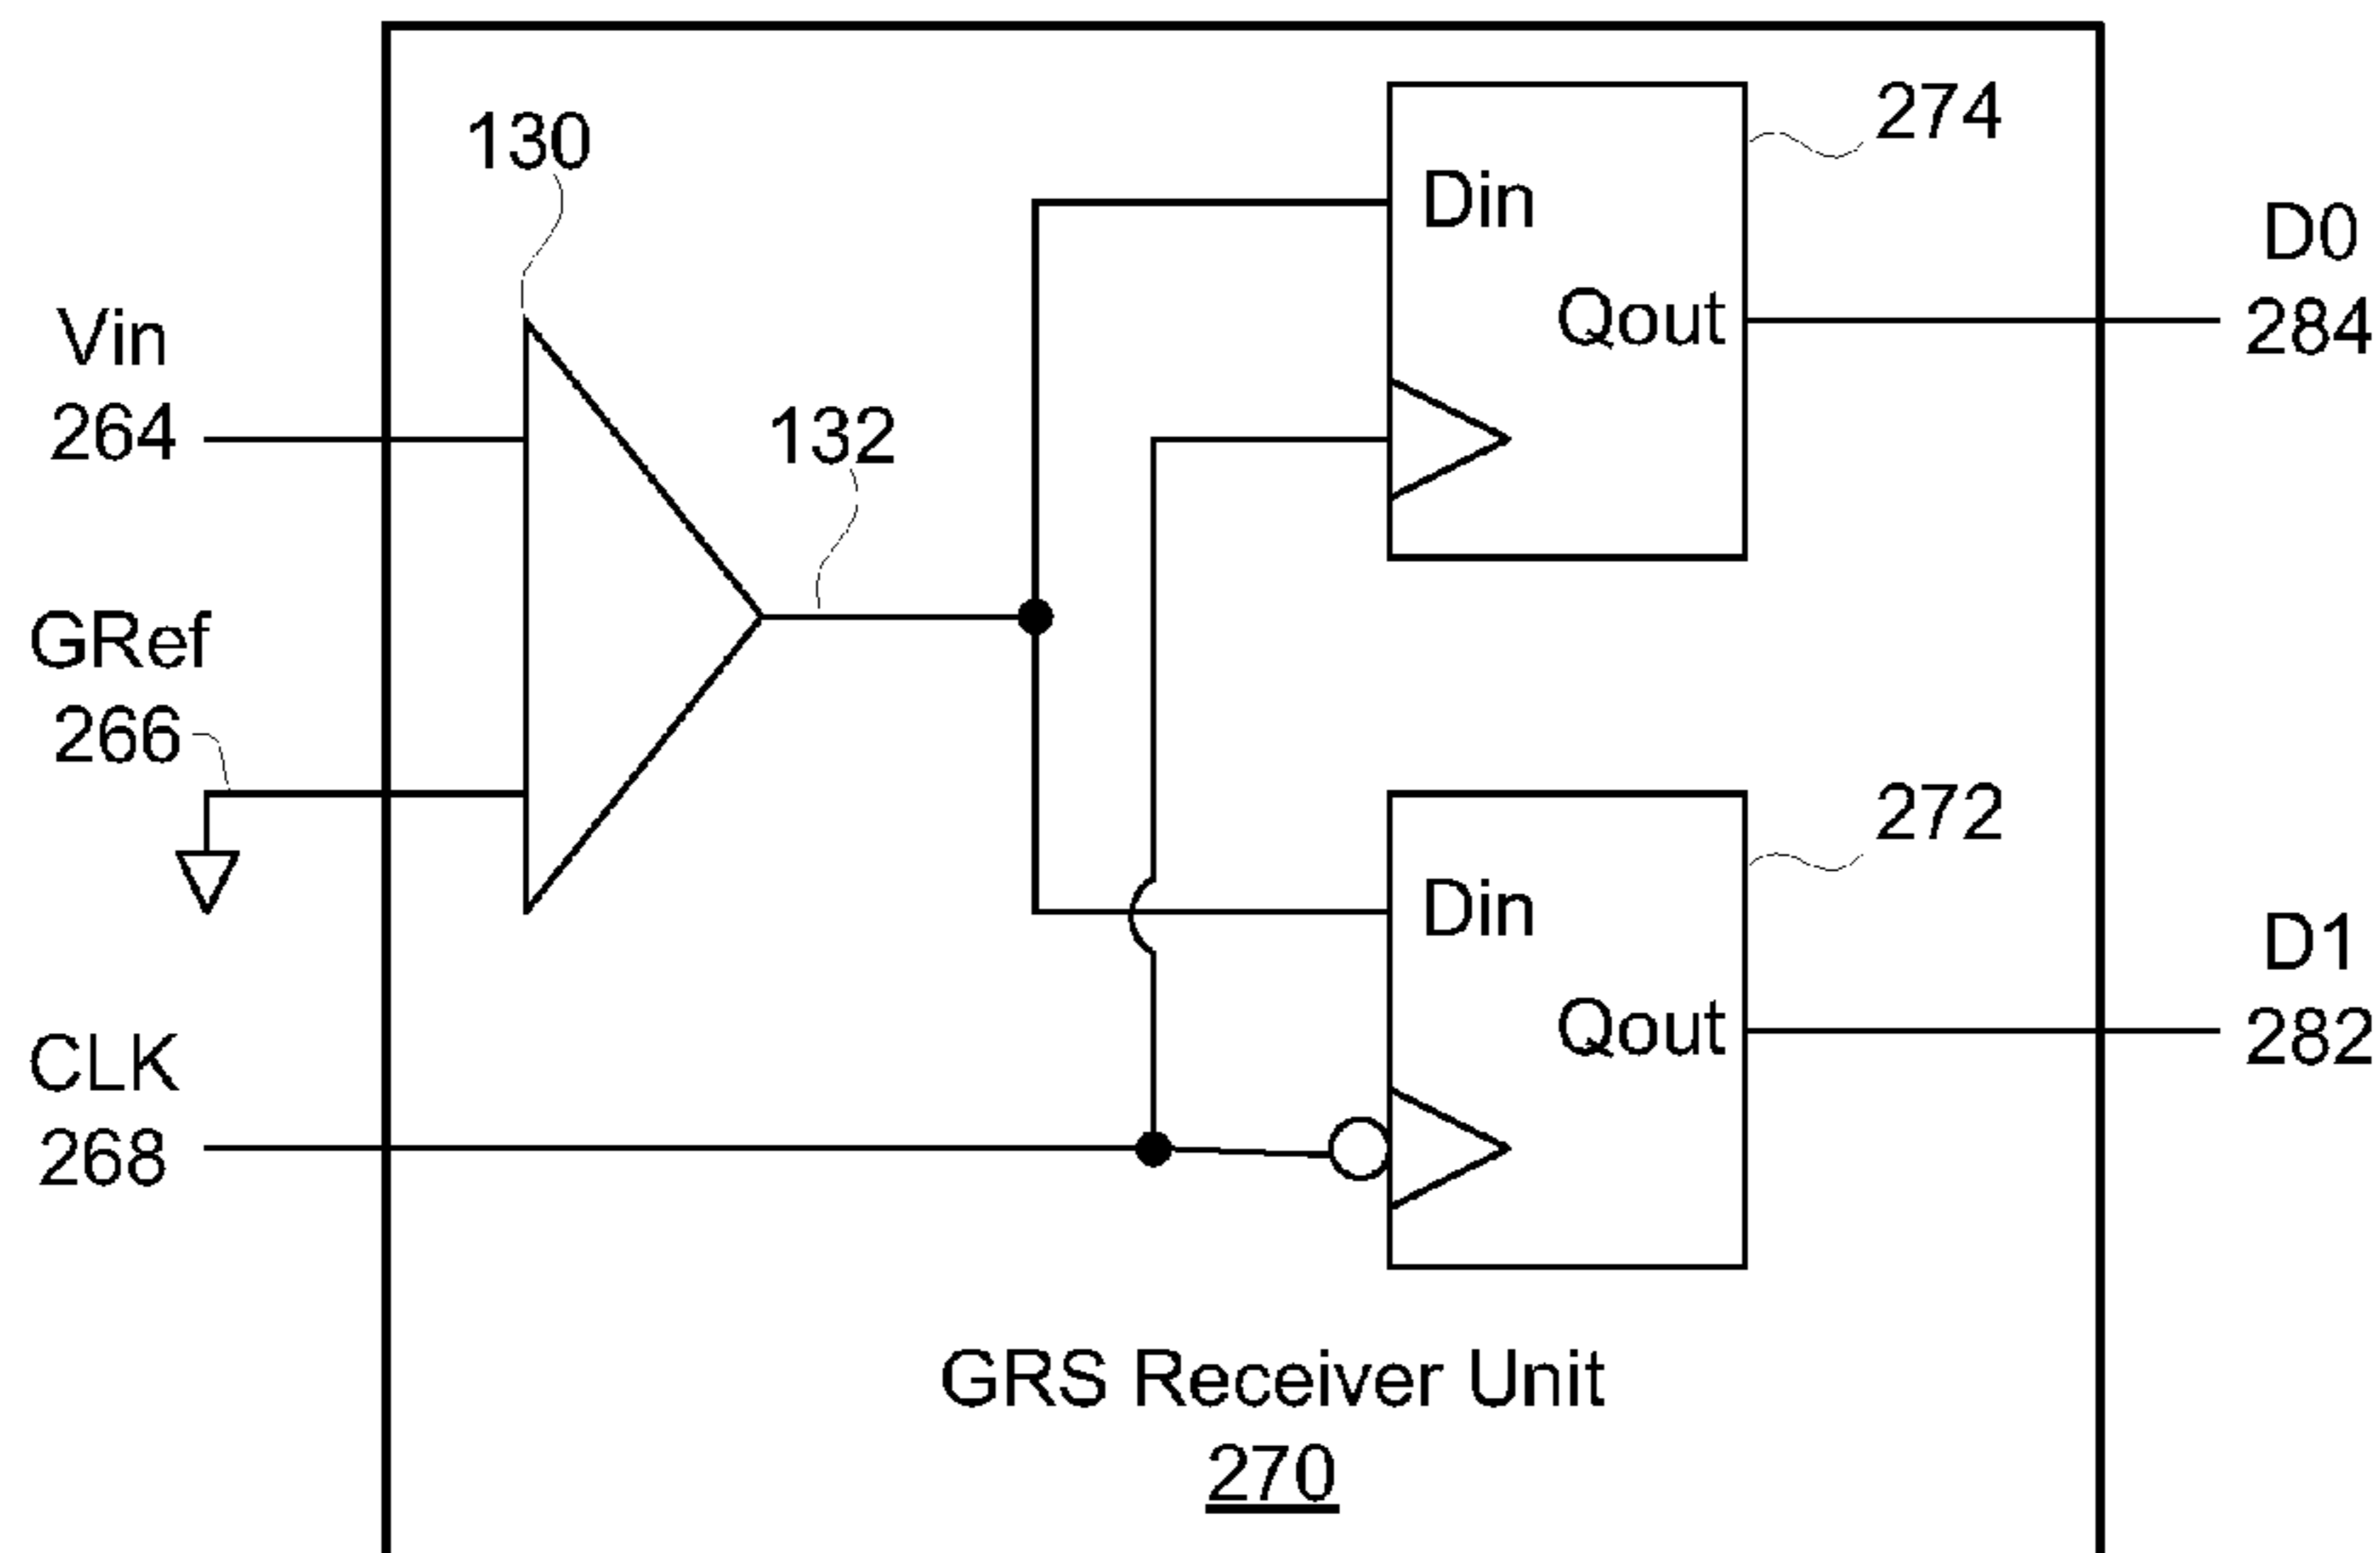 130
274
Din
Qout
D0
284
Vin
264
132
GRef
266
272
Din
Qout
D1
282
CLK
268
GRS Receiver Unit
270